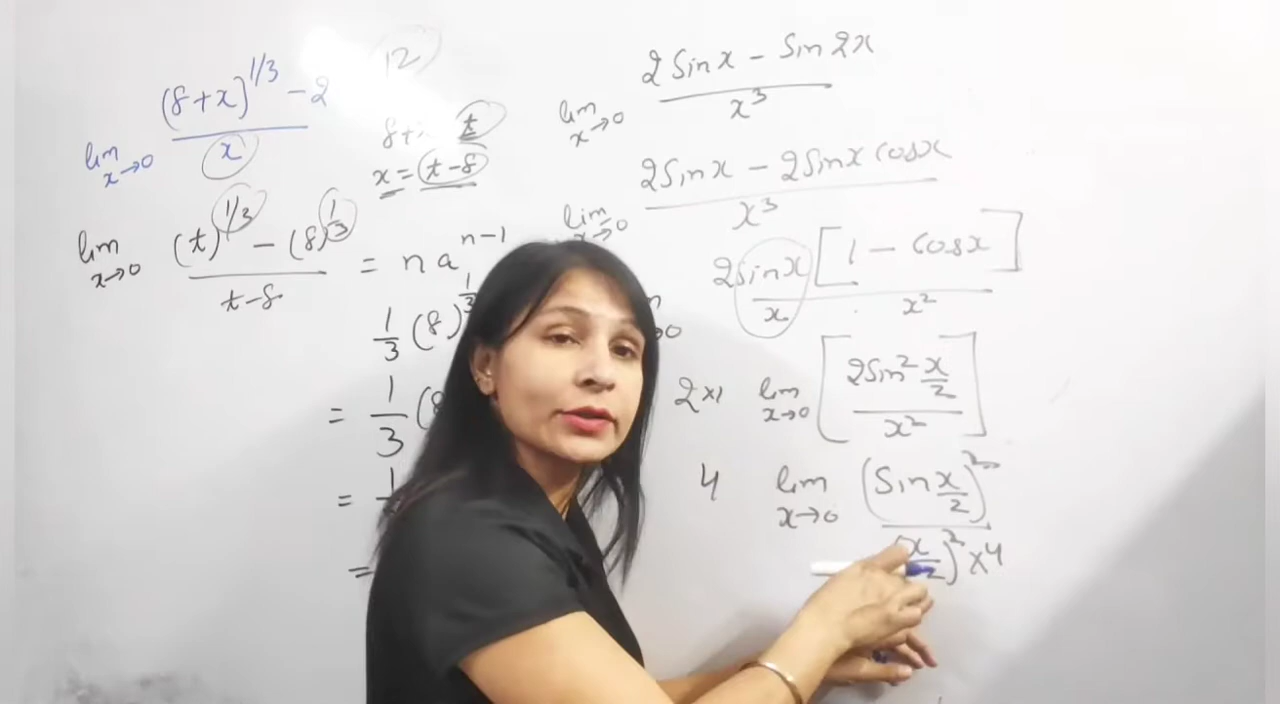 lim x→0 ((8+x)^1/3 - 2) / x
12
8+ t
x = t-8
lim x→0 ((t)^1/3 - (8)^1/3) / (t-8) = n a^n-1
1/3 (8)^1/3
= 1/3 (8
=
=
lim x→0 (2 Sin x - Sin 2x) / x^3
lim x→0 (2 Sin x - 2 Sin x cos x) / x^3
→0 2 sin x / x [1 - cos x] / x^2
2×1 lim x→0 [2 Sin^2 x/2 / x^2]
4 lim x→0 (Sin x/2)^2 / (x/2)^2 × 4